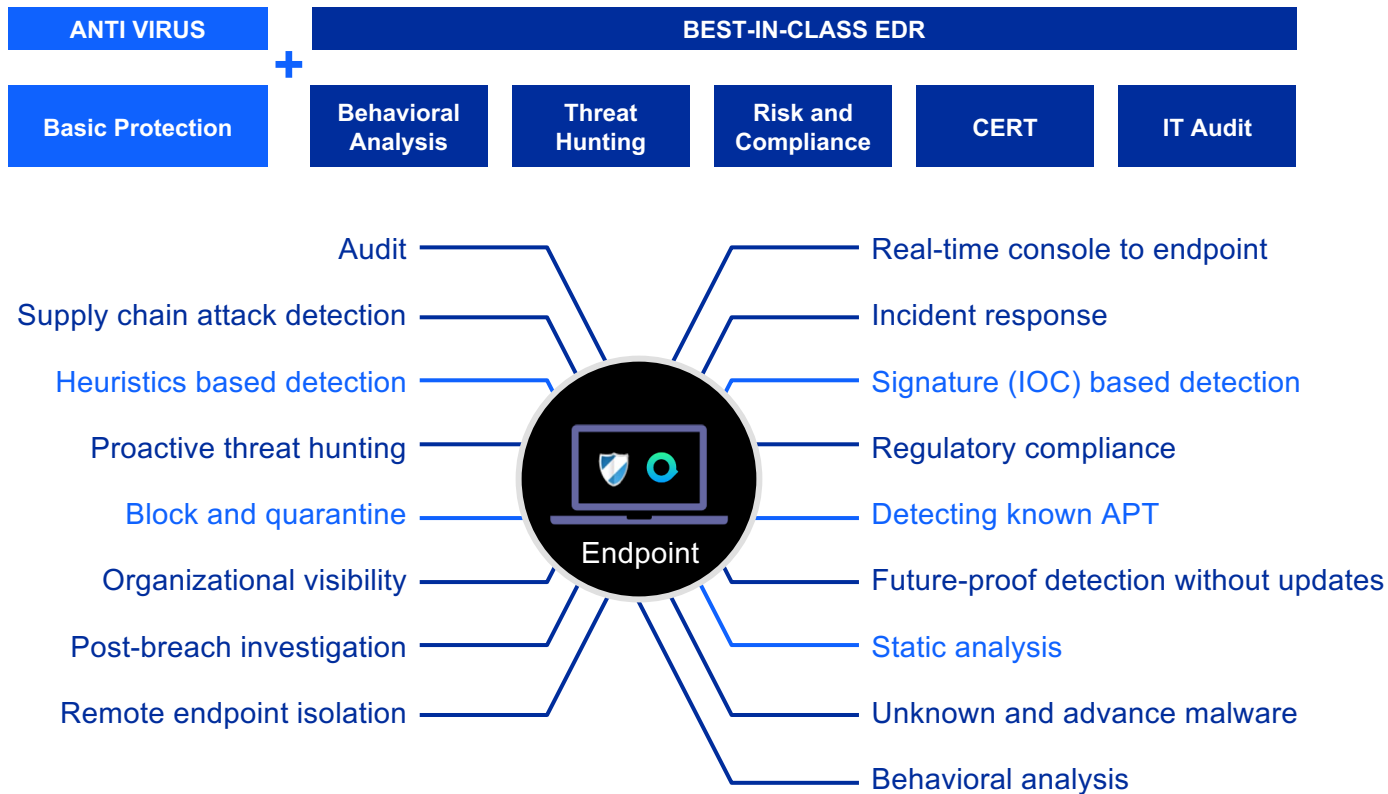 ANTI VIRUS
BEST-IN-CLASS EDR
+
Basic Protection
Behavioral
Analysis
Threat
Hunting
Risk and
Compliance
CERT
IT Audit
Audit
Supply chain attack detection
Heuristics based detection
Proactive threat hunting
Block and quarantine
Organizational visibility
Post-breach investigation
Remote endpoint isolation
Endpoint
Real-time console to endpoint
Incident response
Signature (IOC) based detection
Regulatory compliance
Detecting known APT
Future-proof detection without updates
Static analysis
Unknown and advance malware
Behavioral analysis